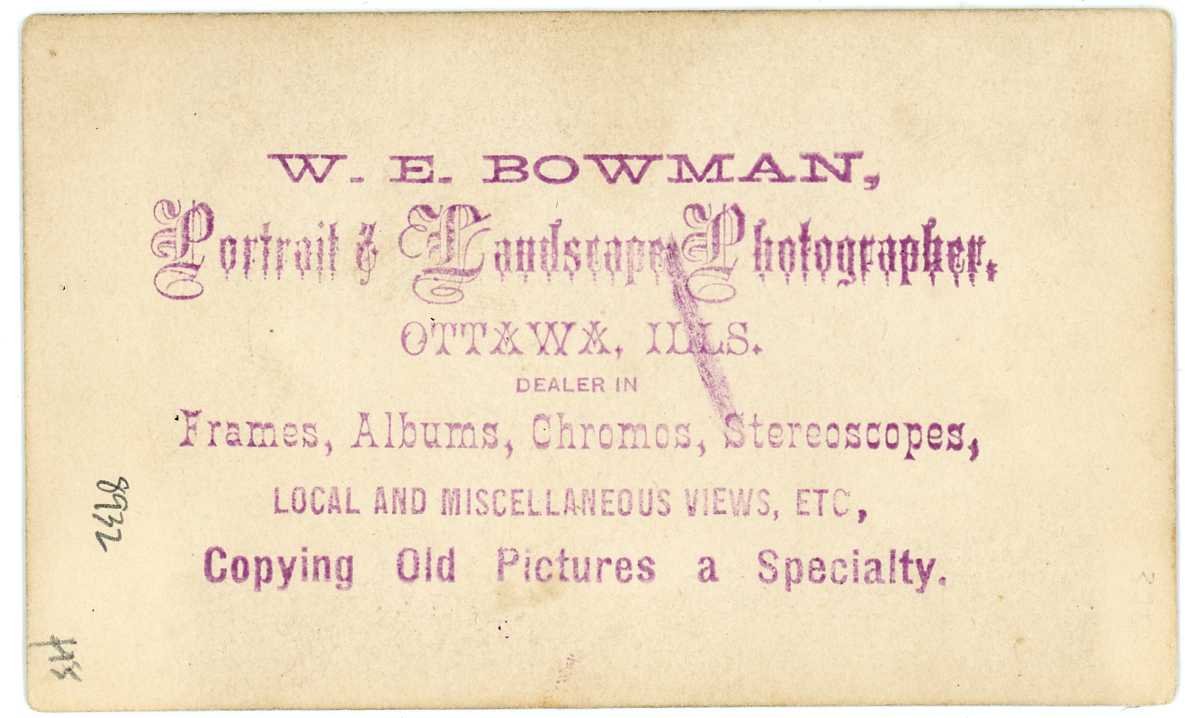 W. E. BOWMAN,
Portrait & Landscape Photographer,
OTTAWA, ILLS.
DEALER IN
Frames, Albums, Chromos, Stereoscopes,
LOCAL AND MISCELLANEOUS VIEWS, ETC,
Copying Old Pictures a Specialty.
8932